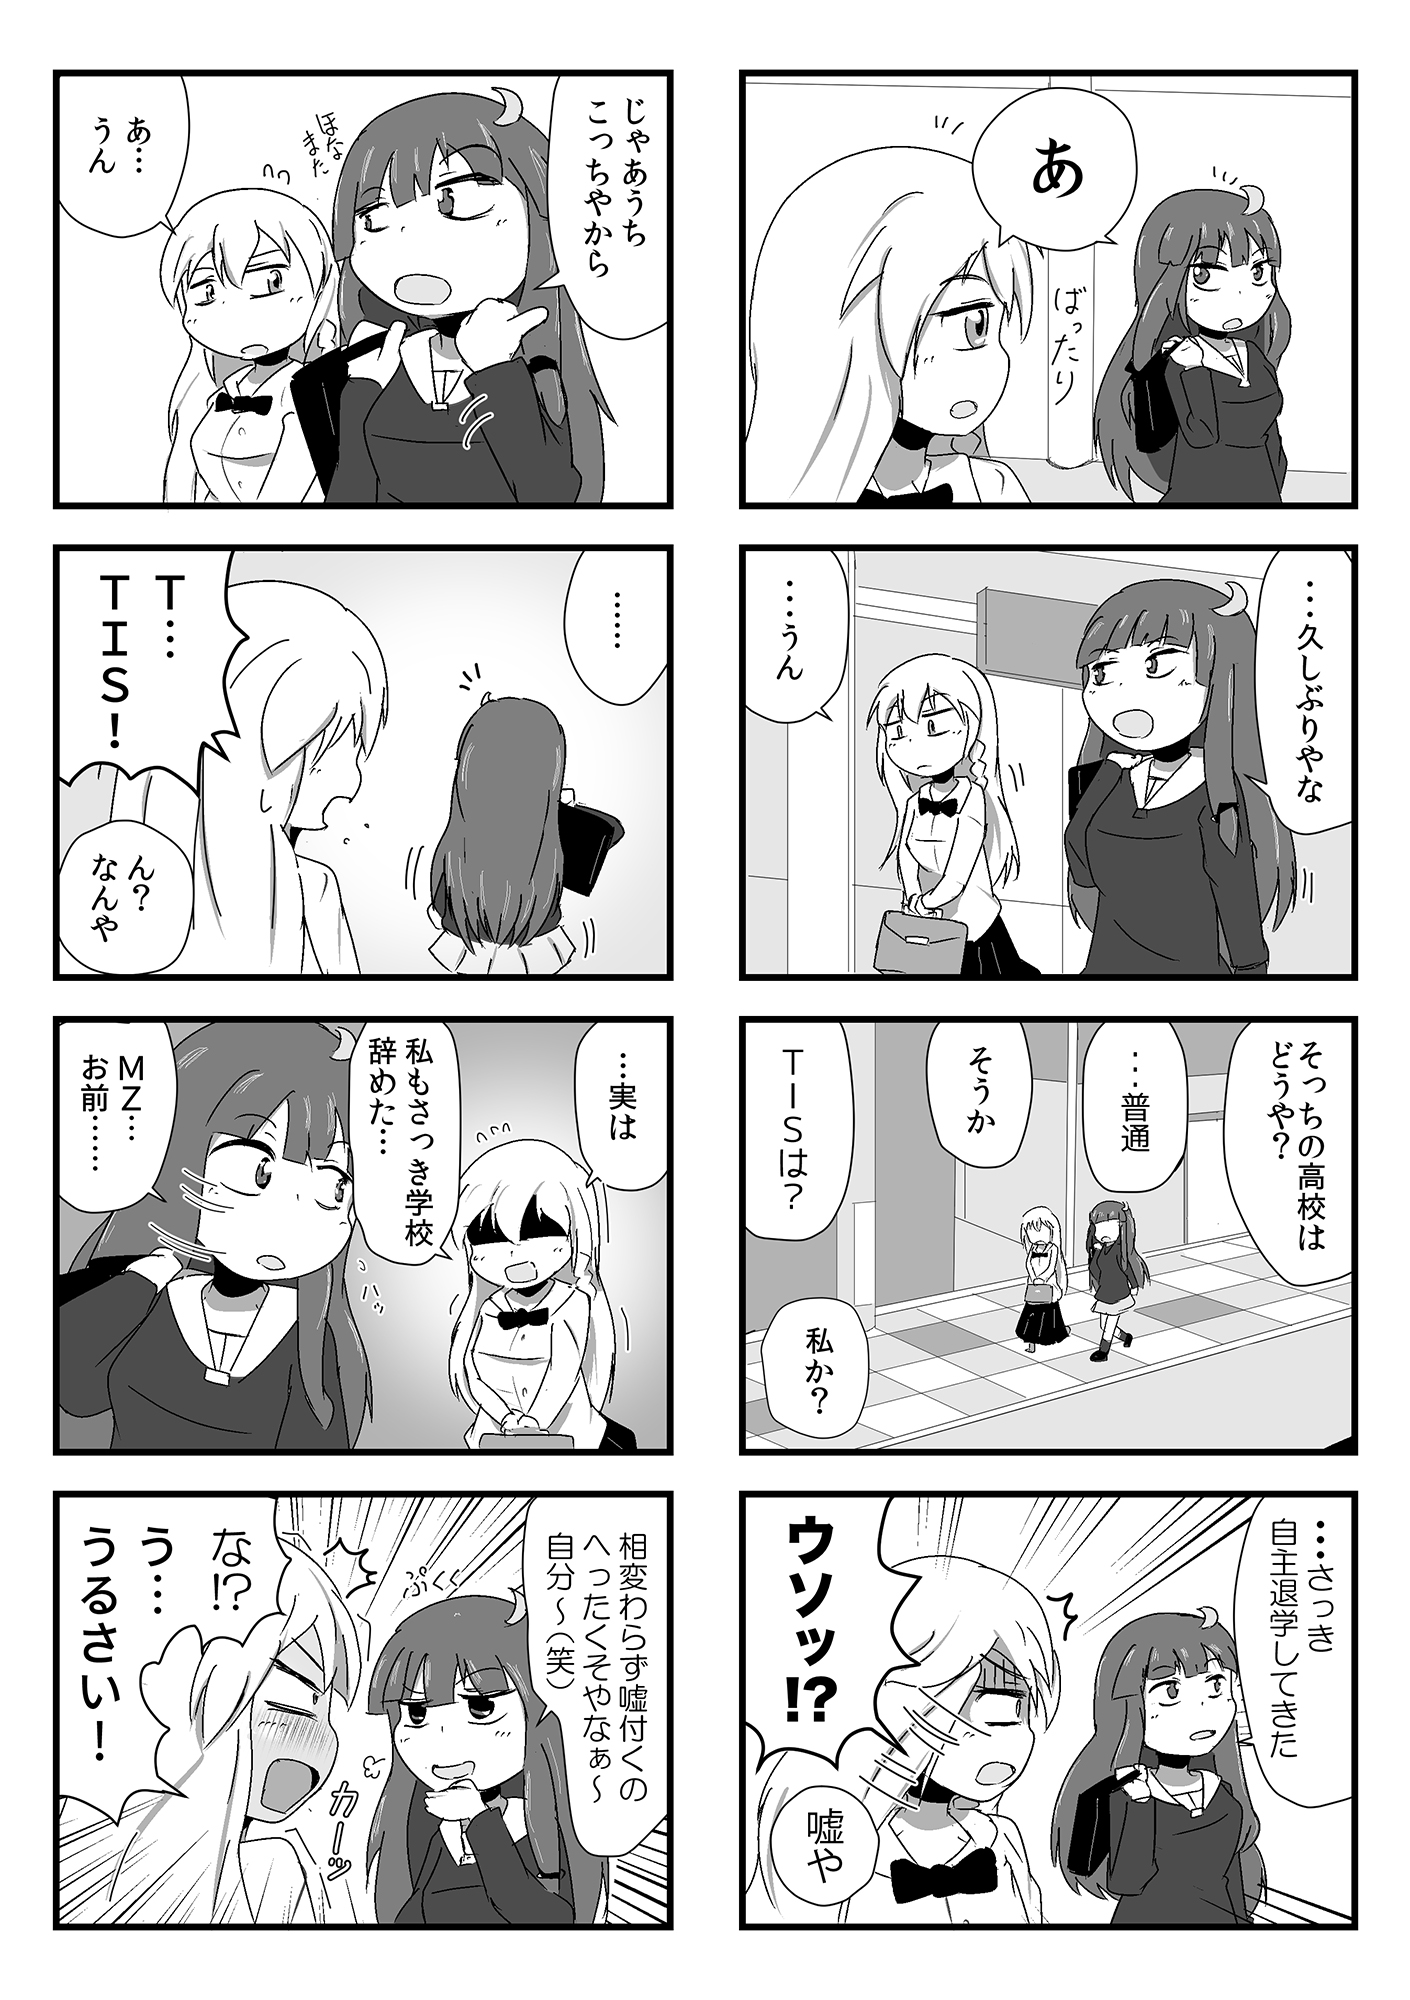 あ
ばったり
…久しぶりやな
…うん
そっちの高校は
どうや？
…普通
そうか
ＴＩＳは？
私か？
…さっき
自主退学してきた
ウソッ!?
嘘や
じゃあうち
こっちやから
ほな
また
あ…
うん
……
Ｔ…
ＴＩＳ！
ん？
なんや
…実は
私もさっき学校
辞めた…
ハッ
ＭＺ…
お前……
相変わらず嘘付くの
へったくそやなぁ～
自分～(笑)
ぷくく
な!?
う…
うるさい！
カーッ